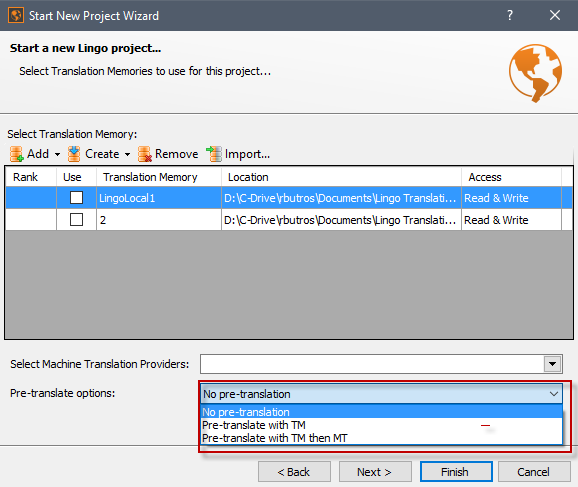 Start New Project Wizard
Start a new Lingo project...
Select Translation Memories to use for this project...
Select Translation Memory:
Add Create Remove Import...
Rank Use Translation Memory Location Access
LingoLocal1 D:\C-Drive\rbutros\Documents\Lingo Translati... Read & Write
2 D:\C-Drive\rbutros\Documents\Lingo Translati... Read & Write
Select Machine Translation Providers:
Pre-translate options: No pre-translation
No pre-translation
Pre-translate with TM
Pre-translate with TM then MT
< Back Next > Finish Cancel